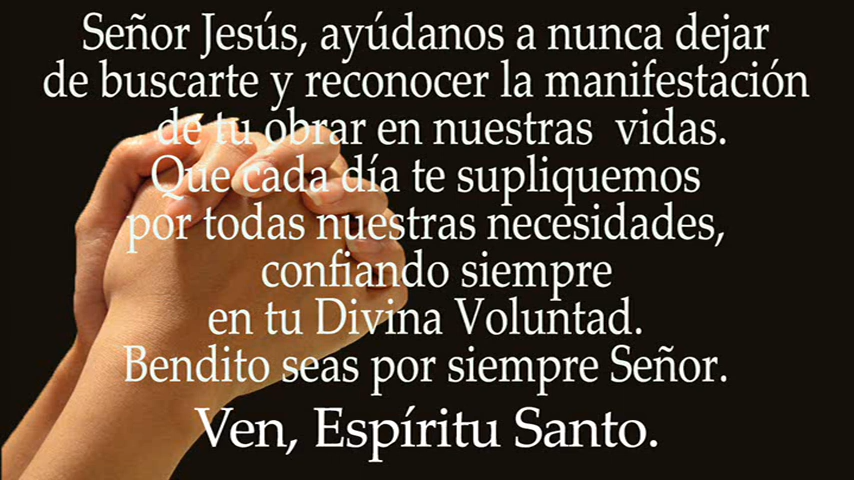 Señor Jesús, ayúdanos a nunca dejar
de buscarte y reconocer la manifestación
de tu obrar en nuestras vidas.
Que cada día te supliquemos
por todas nuestras necesidades,
confiando siempre
en tu Divina Voluntad.
Bendito seas por siempre Señor.
Ven, Espíritu Santo.